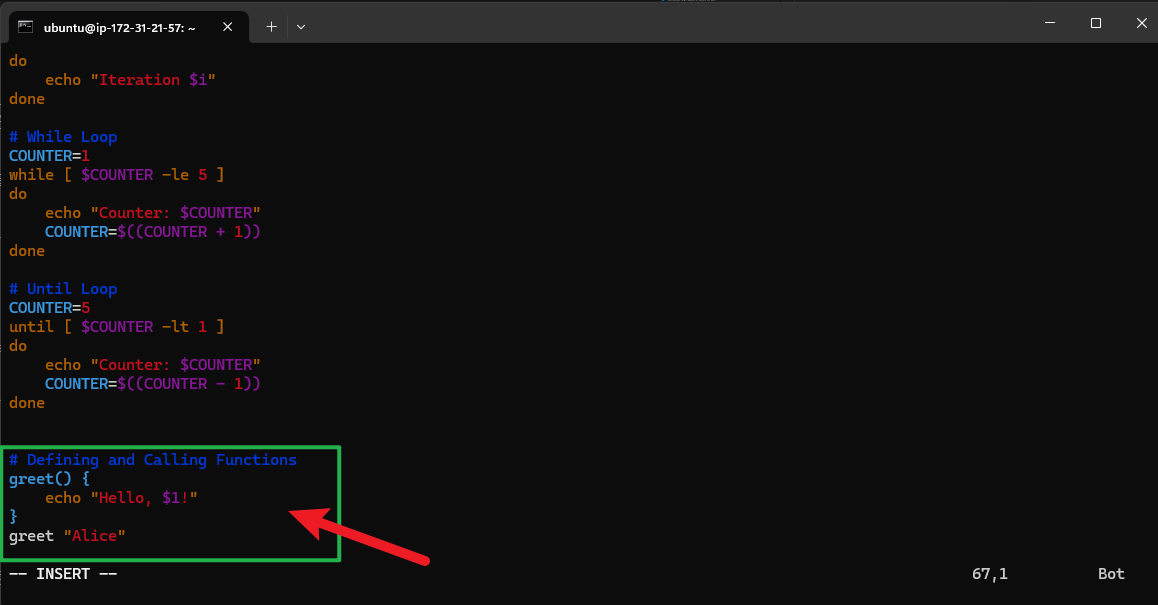 ubuntu@ip-172-31-21-57: ~
do
    echo "Iteration $i"
done
# While Loop
COUNTER=1
while [ $COUNTER -le 5 ]
do
    echo "Counter: $COUNTER"
    COUNTER=$((COUNTER + 1))
done
# Until Loop
COUNTER=5
until [ $COUNTER -lt 1 ]
do
    echo "Counter: $COUNTER"
    COUNTER=$((COUNTER - 1))
done
# Defining and Calling Functions
greet() {
    echo "Hello, $1!"
}
greet "Alice"
-- INSERT -- 67,1 Bot